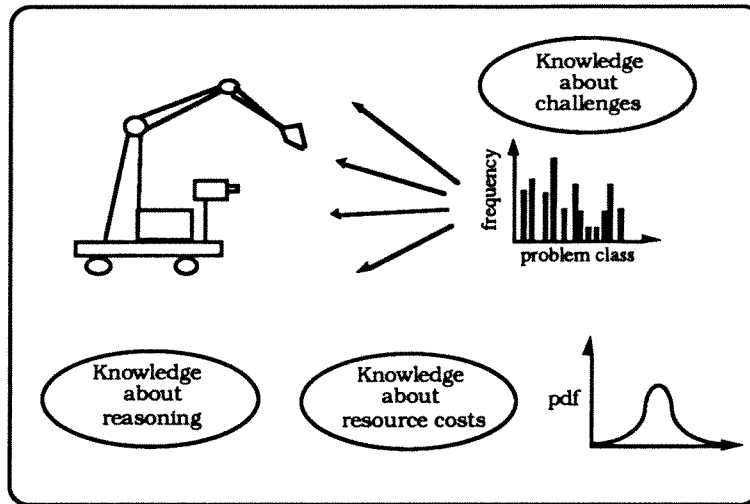 Knowledge
about
challenges
frequency
problem class
Knowledge
about
reasoning
Knowledge
about
resource costs
pdf